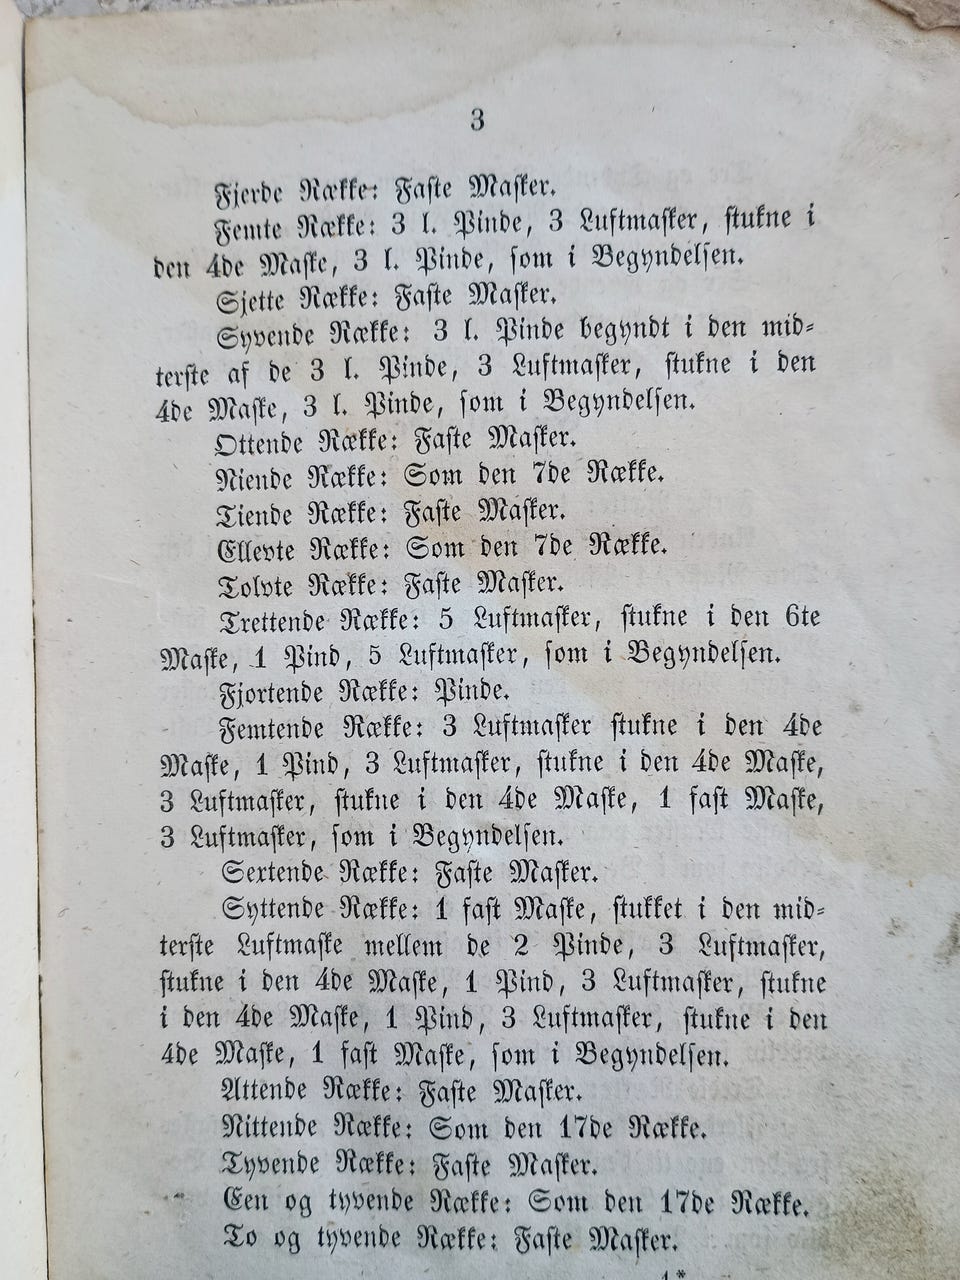 3
Fjerde Række: Faste Masker.
Femte Række: 3 l. Pinde, 3 Luftmasker, stukne i
den 4de Maske, 3 l. Pinde, som i Begyndelsen.
Sjette Række: Faste Masker.
Syvende Række: 3 l. Pinde begyndt i den mid-
terste af de 3 l. Pinde, 3 Luftmasker, stukne i den
4de Maske, 3 l. Pinde, som i Begyndelsen.
Ottende Række: Faste Masker.
Niende Række: Som den 7de Række.
Tiende Række: Faste Masker.
Ellevte Række: Som den 7de Række.
Tolvte Række: Faste Masker.
Trettende Række: 5 Luftmasker, stukne i den 6te
Maske, 1 Pind, 5 Luftmasker, som i Begyndelsen.
Fjortende Række: Pinde.
Femtende Række: 3 Luftmasker stukne i den 4de
Maske, 1 Pind, 3 Luftmasker, stukne i den 4de Maske,
3 Luftmasker, stukne i den 4de Maske, 1 fast Maske,
3 Luftmasker, som i Begyndelsen.
Sextende Række: Faste Masker.
Syttende Række: 1 fast Maske, stukket i den mid-
terste Luftmaske mellem de 2 Pinde, 3 Luftmasker,
stukne i den 4de Maske, 1 Pind, 3 Luftmasker, stukne
i den 4de Maske, 1 Pind, 3 Luftmasker, stukne i den
4de Maske, 1 fast Maske, som i Begyndelsen.
Attende Række: Faste Masker.
Nittende Række: Som den 17de Række.
Tyvende Række: Faste Masker.
Een og tyvende Række: Som den 17de Række.
To og tyvende Række: Faste Masker.
1*